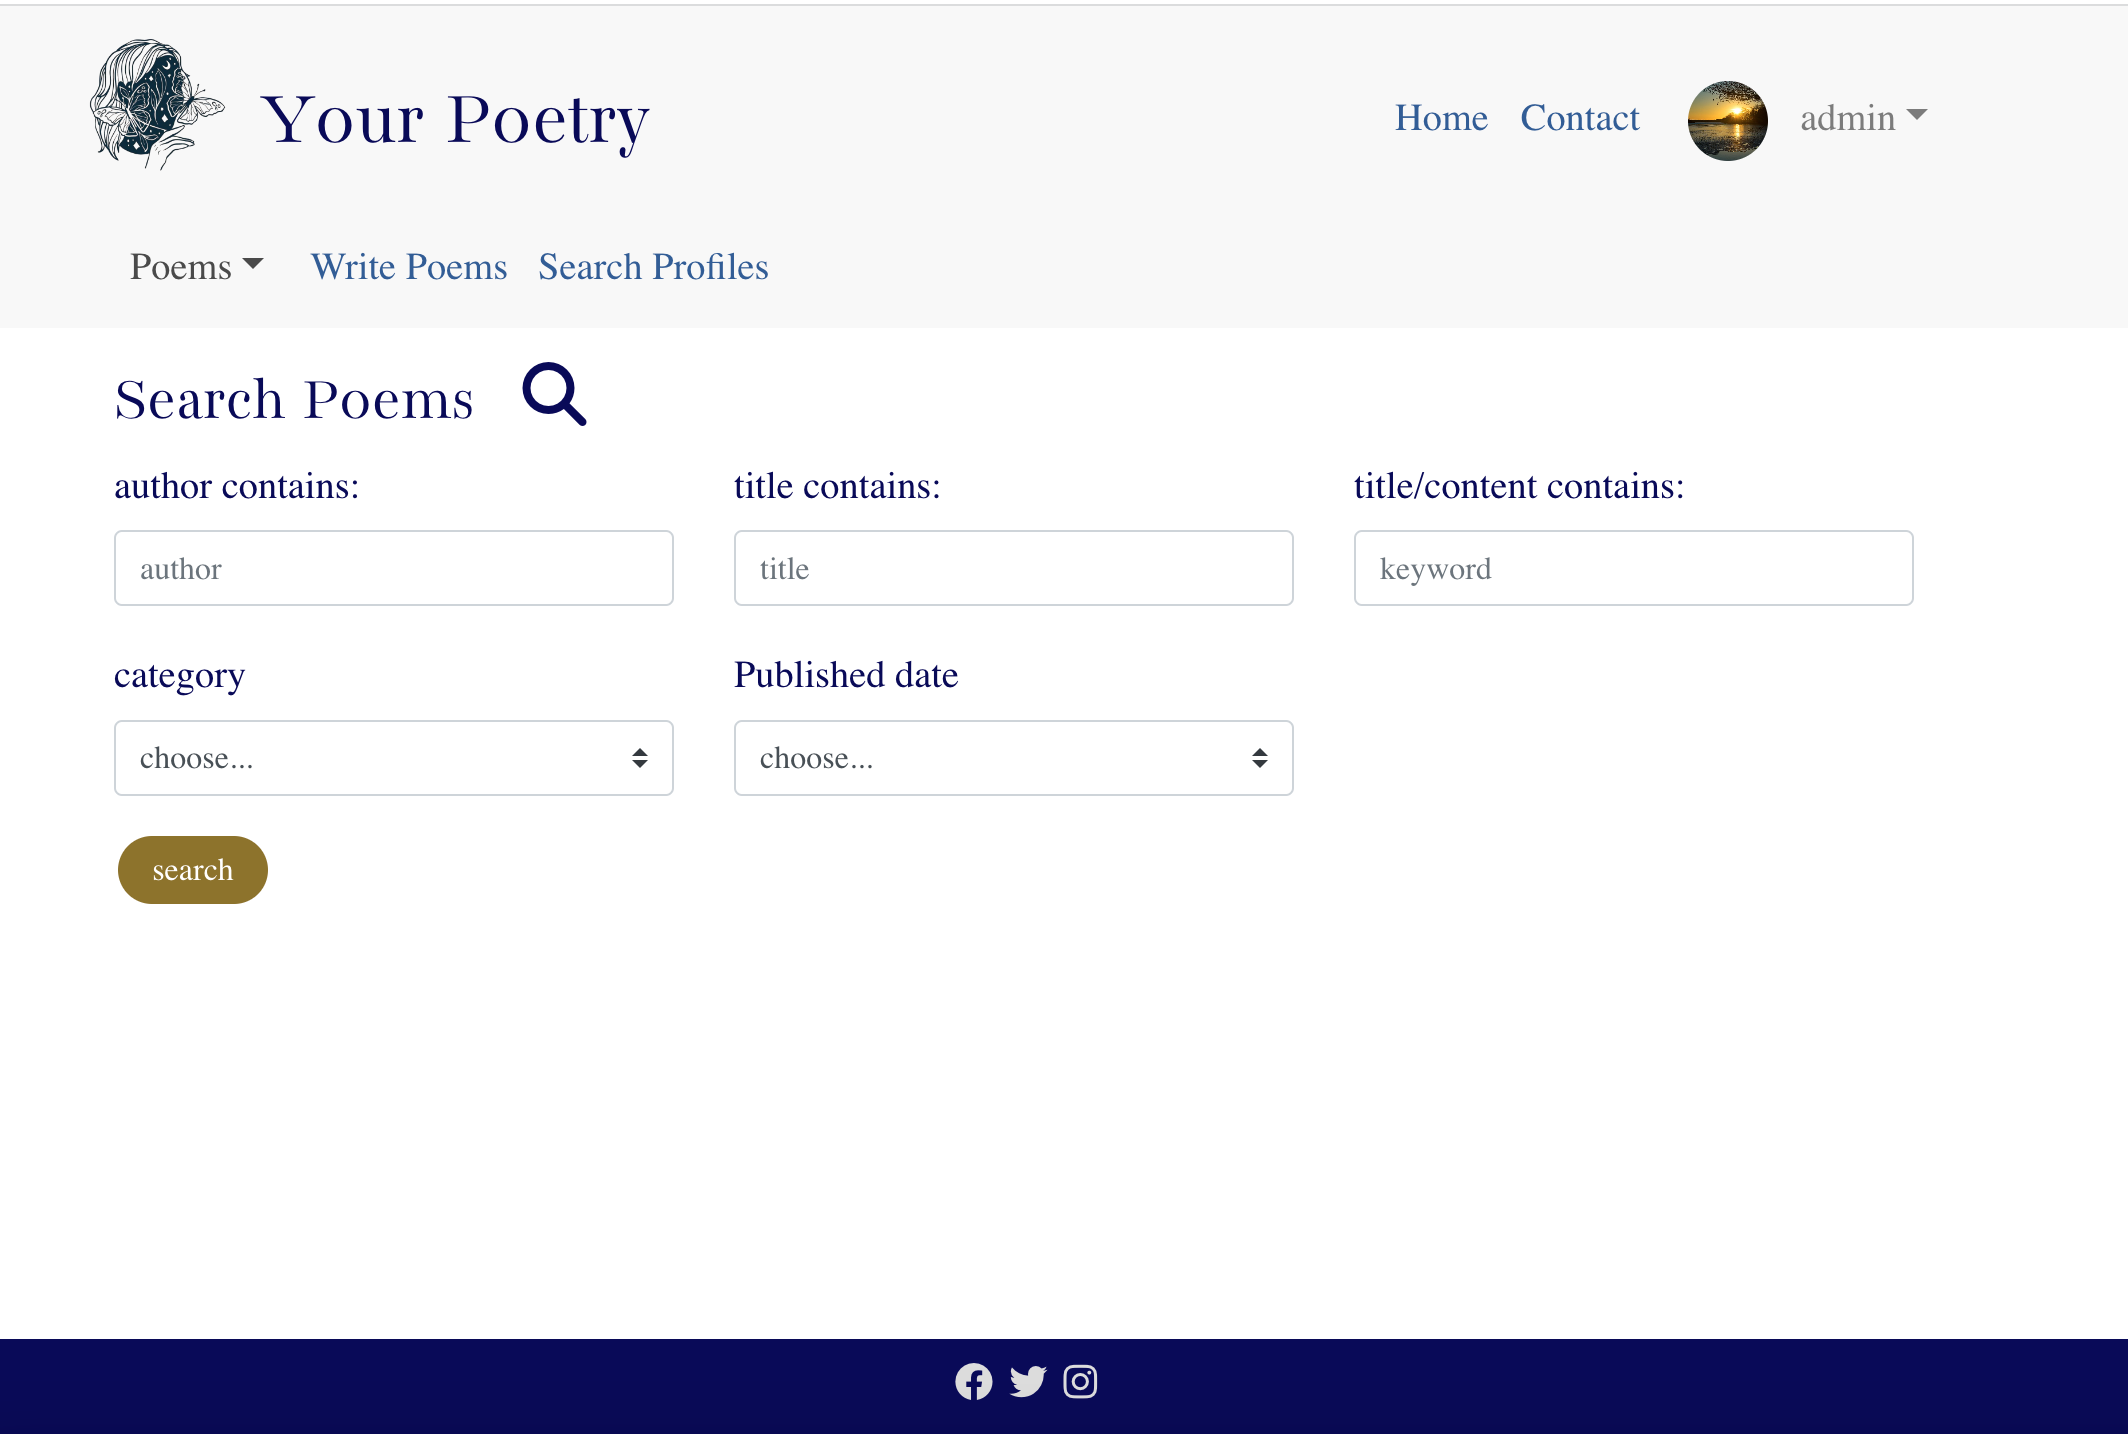 Your Poetry
Home Contact admin
Poems Write Poems Search Profiles
Search Poems
author contains: title contains: title/content contains:
author title keyword
category Published date
choose... choose...
search